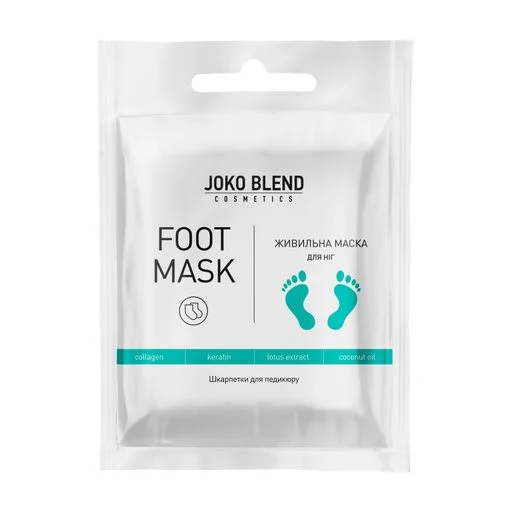 JOKO BLEND
COSMETICS
FOOT
MASK
ЖИВИЛЬНА МАСКА
ДЛЯ НІГ
collagen
keratin
lotus extract
coconut oil
Шкарпетки для педикюру